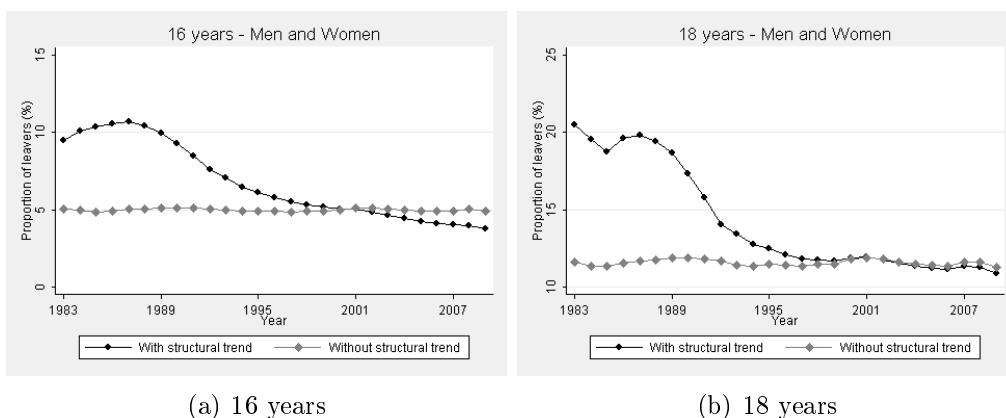 16 years - Men and Women
Proportion of leavers (%)
15
10
5
0
1983 1989 1995 2001 2007
Year
With structural trend Without structural trend
(a) 16 years
18 years - Men and Women
Proportion of leavers (%)
25
20
15
10
1983 1989 1995 2001 2007
Year
With structural trend Without structural trend
(b) 18 years